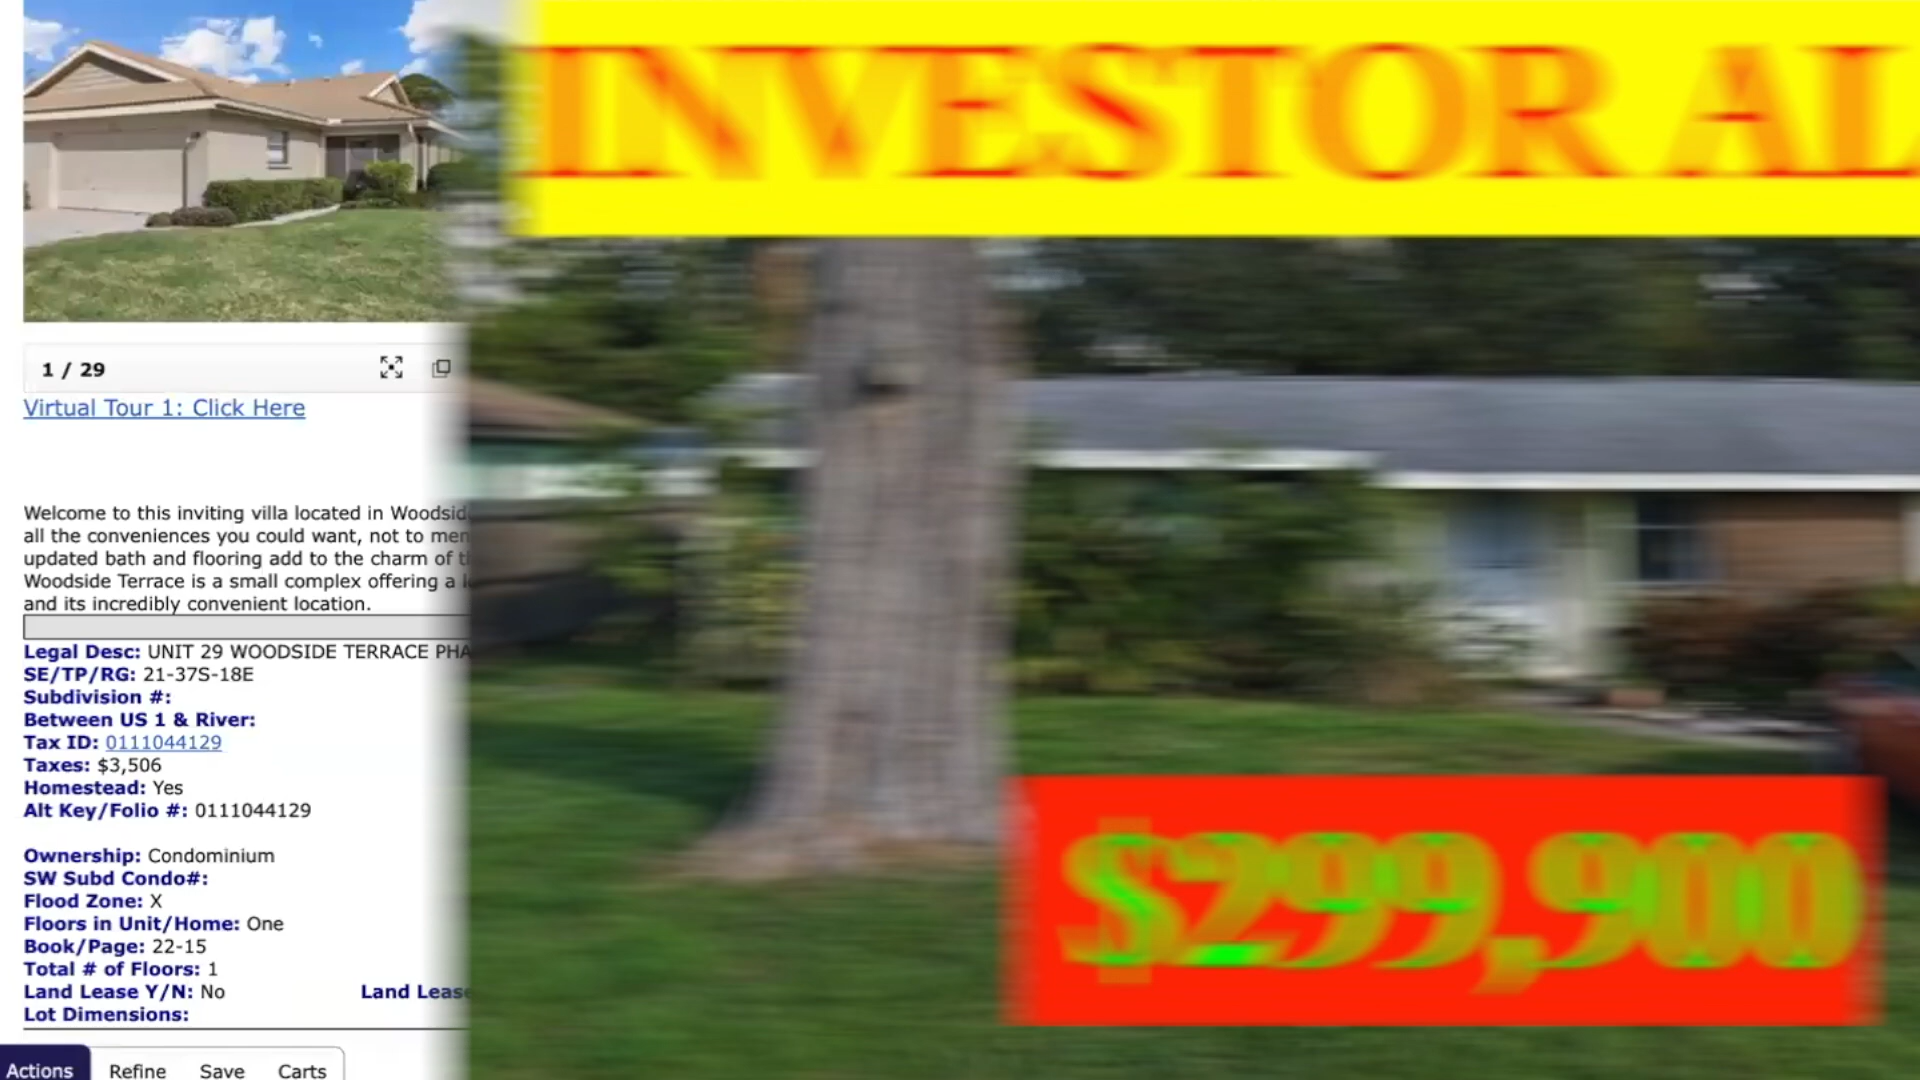 INVESTOR
1 / 29
Virtual Tour 1: Click Here
Welcome to this inviting villa located in
all the conveniences you could want, not to
updated bath and flooring add to the charm of
Woodside Terrace is a small complex offering a
and its incredibly convenient location.
Legal Desc: UNIT 29 WOODSIDE TERRACE
SE/TP/RG: 21-37S-18E
Subdivision #:
Between US 1 & River:
Tax ID: 0111044129
Taxes: $3,506
Homestead: Yes
Alt Key/Folio #: 0111044129
Ownership: Condominium
SW Subd Condo#:
Flood Zone: X
Floors in Unit/Home: One
Book/Page: 22-15
Total # of Floors: 1
Land Lease Y/N: No Land Lease
Lot Dimensions:
Actions Refine Save Carts
$299,900